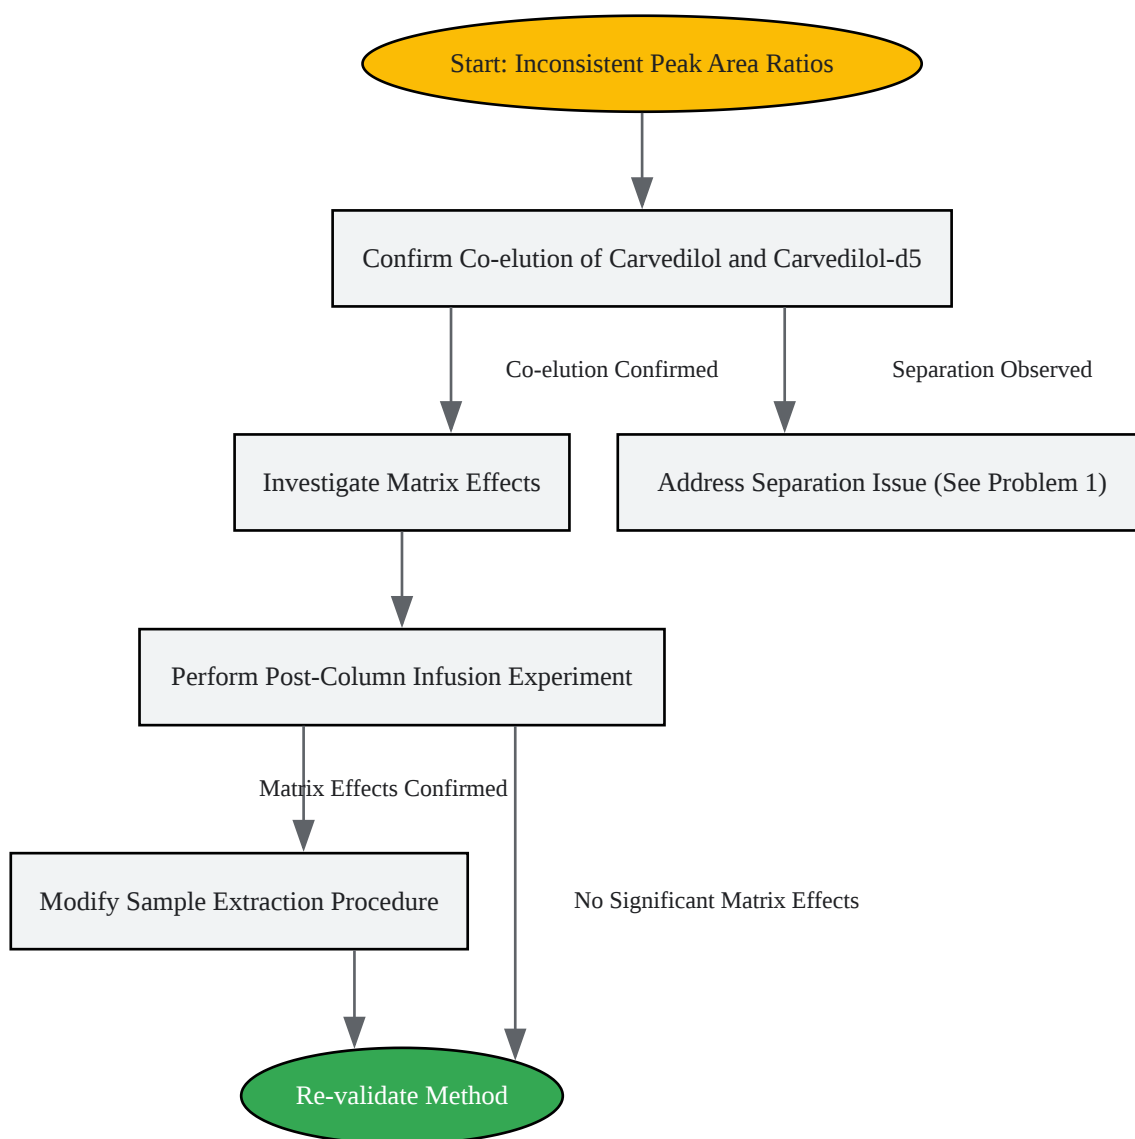 Start: Inconsistent Peak Area Ratios
Confirm Co-elution of Carvedilol and Carvedilol-d5
Co-elution Confirmed
Separation Observed
Investigate Matrix Effects
Address Separation Issue (See Problem 1)
Perform Post-Column Infusion Experiment
Matrix Effects Confirmed
Modify Sample Extraction Procedure
No Significant Matrix Effects
Re-validate Method